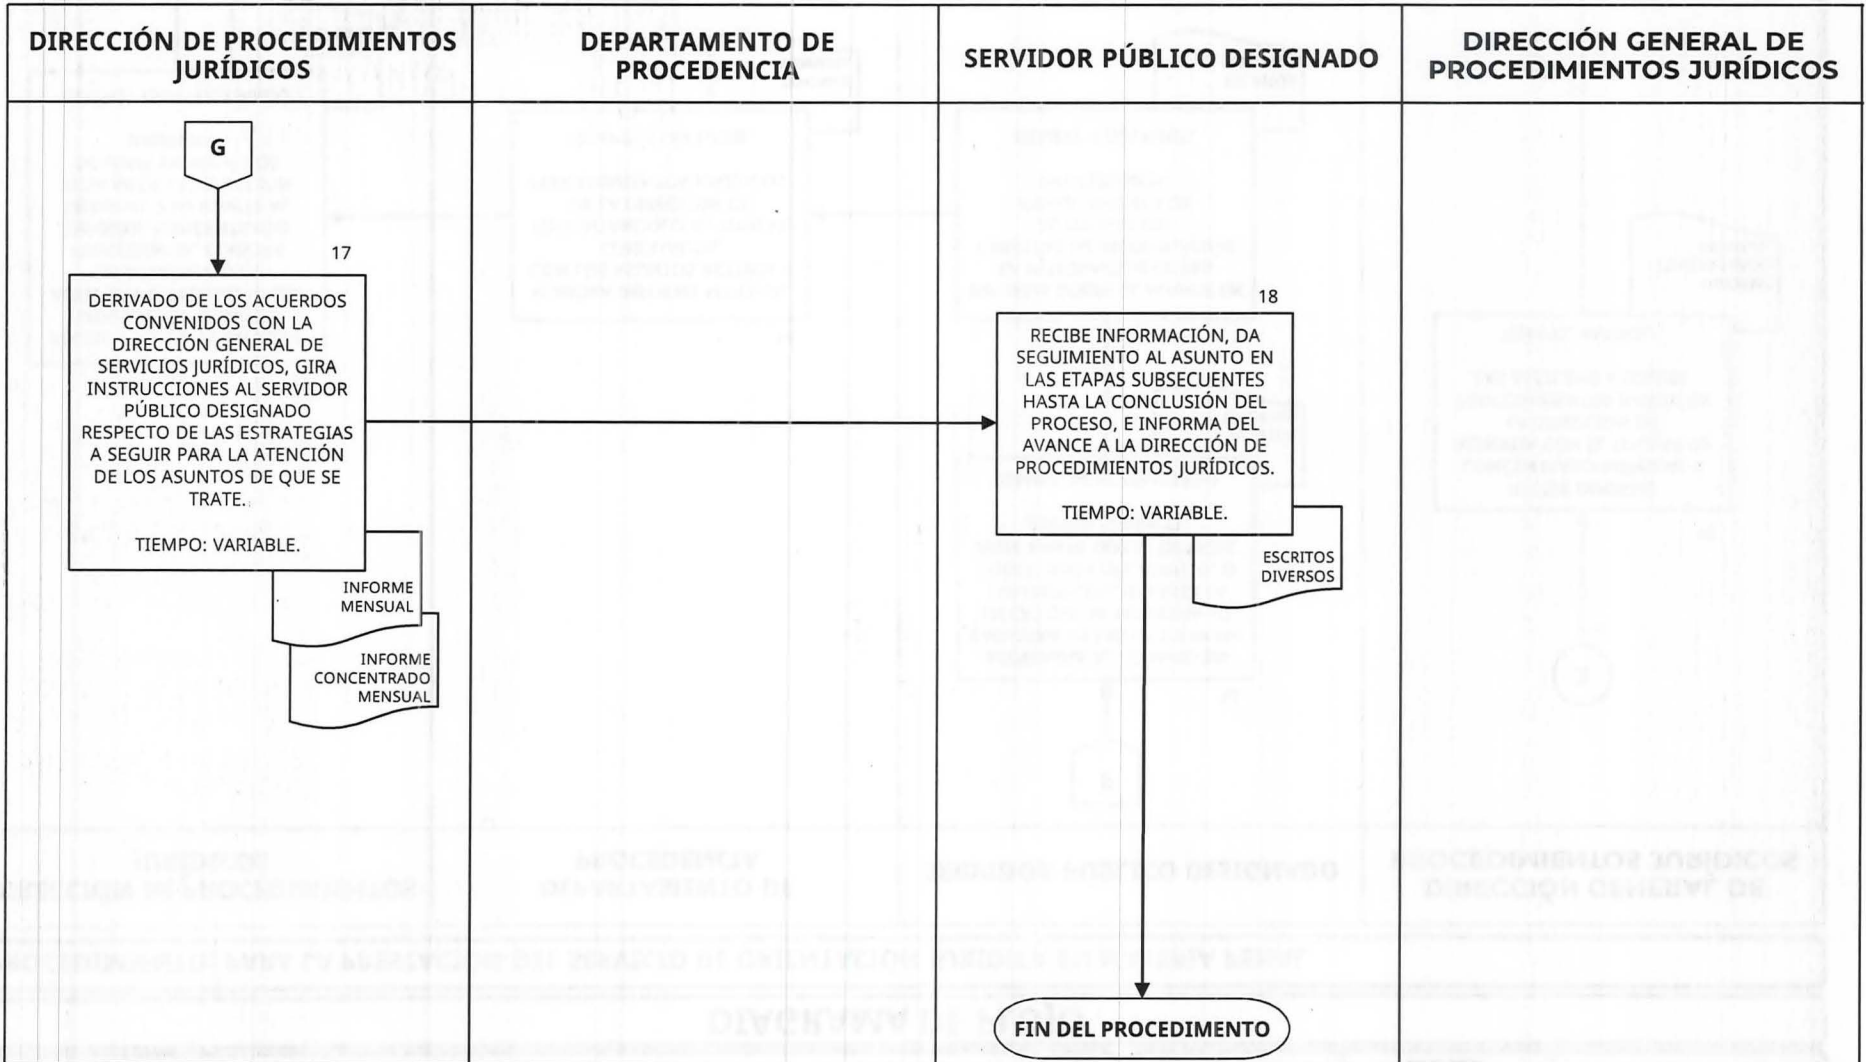 DIRECCIÓN DE PROCEDIMIENTOS
JURÍDICOS
DEPARTAMENTO DE
PROCEDENCIA
SERVIDOR PÚBLICO DESIGNADO
DIRECCIÓN GENERAL DE
PROCEDIMIENTOS JURÍDICOS
G
17
DERIVADO DE LOS ACUERDOS
CONVENIDOS CON LA
DIRECCIÓN GENERAL DE
SERVICIOS JURÍDICOS, GIRA
INSTRUCCIONES AL SERVIDOR
PÚBLICO DESIGNADO
RESPECTO DE LAS ESTRATEGIAS
A SEGUIR PARA LA ATENCIÓN
DE LOS ASUNTOS DE QUE SE
TRATE.
TIEMPO: VARIABLE.
INFORME
MENSUAL
INFORME
CONCENTRADO
MENSUAL
18
RECIBE INFORMACIÓN, DA
SEGUIMIENTO AL ASUNTO EN
LAS ETAPAS SUBSECUENTES
HASTA LA CONCLUSIÓN DEL
PROCESO, E INFORMA DEL
AVANCE A LA DIRECCIÓN DE
PROCEDIMIENTOS JURÍDICOS.
TIEMPO: VARIABLE.
ESCRITOS
DIVERSOS
FIN DEL PROCEDIMENTO